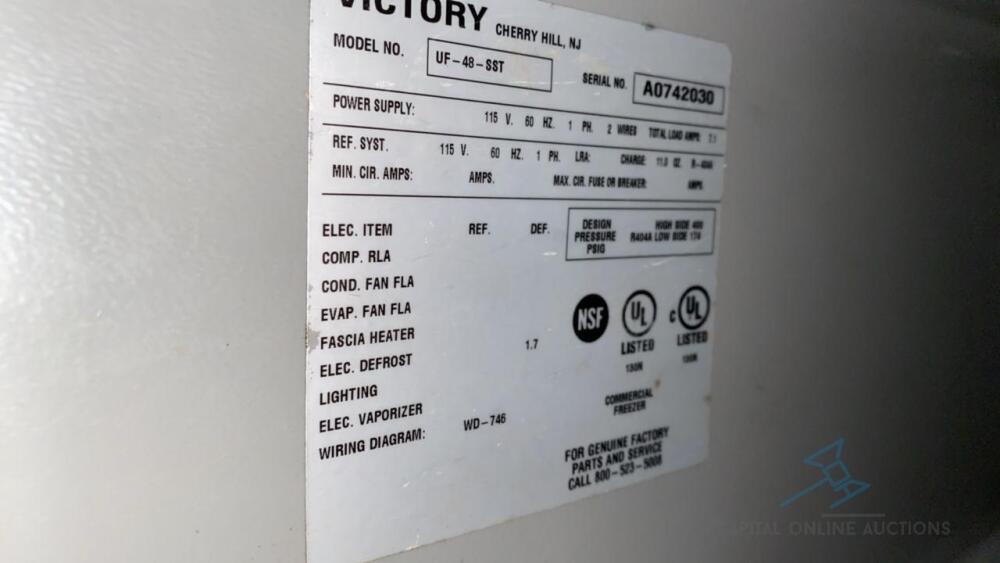 VICTORY CHERRY HILL, NJ
MODEL NO. UF-48-SST SERIAL NO. A0742030
POWER SUPPLY: 115 V. 60 HZ. 1 PH. 2 WIRES TOTAL LOAD AMPS: 7.1
REF. SYST. 115 V. 60 HZ. 1 PH. LRA: CHARGE: 11.0 OZ. R-404A
MIN. CIR. AMPS: AMPS. MAX. CIR. FUSE OR BREAKER: AMPS.
ELEC. ITEM REF. DEF.
DESIGN PRESSURE PSIG
HIGH SIDE
R404A LOW SIDE
COMP. RLA
COND. FAN FLA
EVAP. FAN FLA
FASCIA HEATER
ELEC. DEFROST 1.7
LIGHTING
ELEC. VAPORIZER
WIRING DIAGRAM: WD-746
NSF
UL
LISTED
C UL
LISTED
COMMERCIAL
FREEZER
FOR GENUINE FACTORY
PARTS AND SERVICE
CALL 800-523-5008
CAPITAL ONLINE AUCTIONS